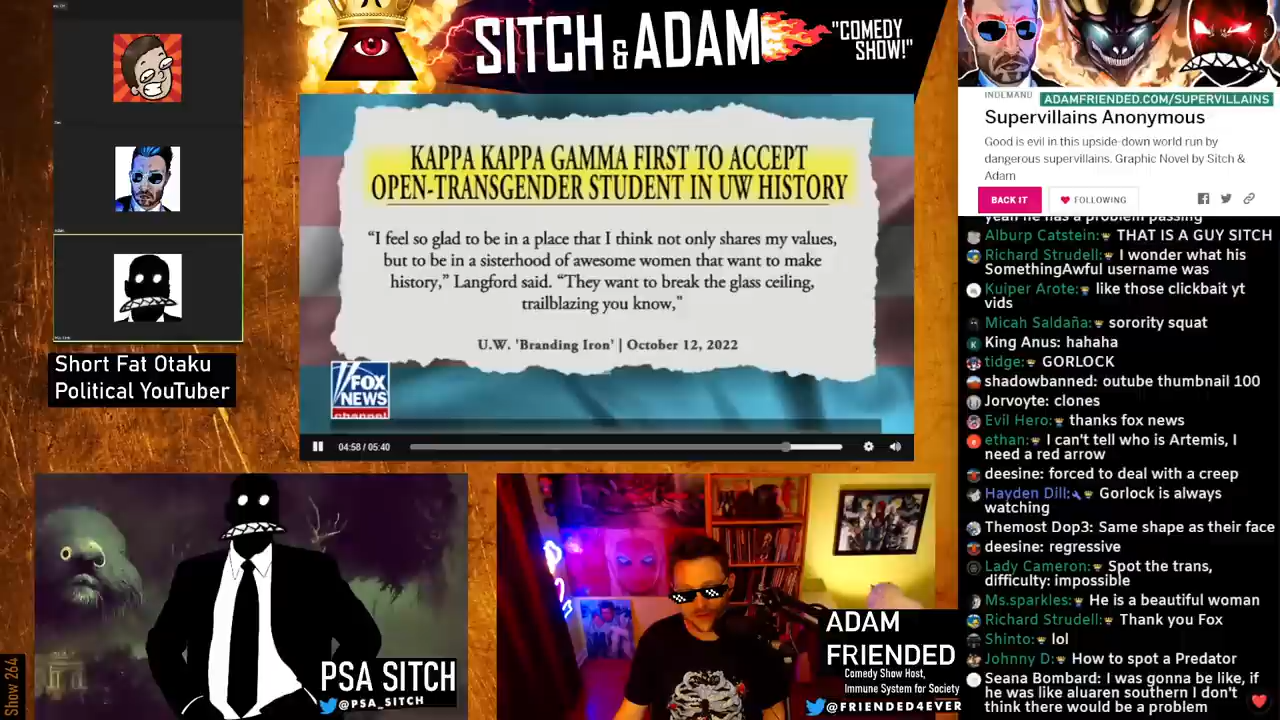 SITCH & ADAM
"COMEDY
SHOW!"
KAPPA KAPPA GAMMA FIRST TO ACCEPT
OPEN-TRANSGENDER STUDENT IN UW HISTORY
“I feel so glad to be in a place that I think not only shares my values,
but to be in a sisterhood of awesome women that want to make
history,” Langford said. “They want to break the glass ceiling,
trailblazing you know,”
U.W. 'Branding Iron' | October 12, 2022
FOX
NEWS
channel
04:58 / 05:40
Short Fat Otaku
Political YouTuber
Show 264
PSA SITCH
@PSA_SITCH
ADAM
FRIENDED
Comedy Show Host,
Immune System for Society
@FRIENDED4EVER
INDEMAND
ADAMFRIENDED.COM/SUPERVILLAINS
Supervillains Anonymous
Good is evil in this upside-down world run by
dangerous supervillains. Graphic Novel by Sitch &
Adam
BACK IT
FOLLOWING
yeah he has a problem passing
Alburp Catstein: THAT IS A GUY SITCH
Richard Strudell: I wonder what his
SomethingAwful username was
Kuiper Arote: like those clickbait yt
vids
Micah Saldaña: sorority squat
King Anus: hahaha
tidge: GORLOCK
shadowbanned: outube thumbnail 100
Jorvoyte: clones
Evil Hero: thanks fox news
ethan: I can't tell who is Artemis, I
need a red arrow
deesine: forced to deal with a creep
Hayden Dill: Gorlock is always
watching
Themost Dop3: Same shape as their face
deesine: regressive
Lady Cameron: Spot the trans,
difficulty: impossible
Ms.sparkles: He is a beautiful woman
Richard Strudell: Thank you Fox
Shinto: lol
Johnny D: How to spot a Predator
Seana Bombard: I was gonna be like, if
he was like aluaren southern I don't
think there would be a problem